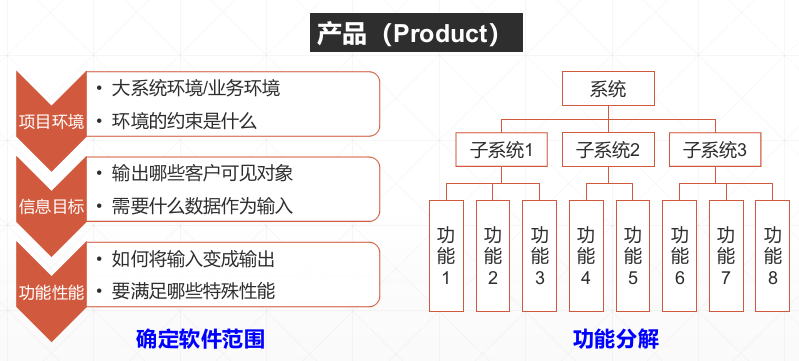 产品（Product）
项目环境
• 大系统环境/业务环境
• 环境的约束是什么
信息目标
• 输出哪些客户可见对象
• 需要什么数据作为输入
功能性能
• 如何将输入变成输出
• 要满足哪些特殊性能
确定软件范围
系统
子系统1
子系统2
子系统3
功能1
功能2
功能3
功能4
功能5
功能6
功能7
功能8
功能分解